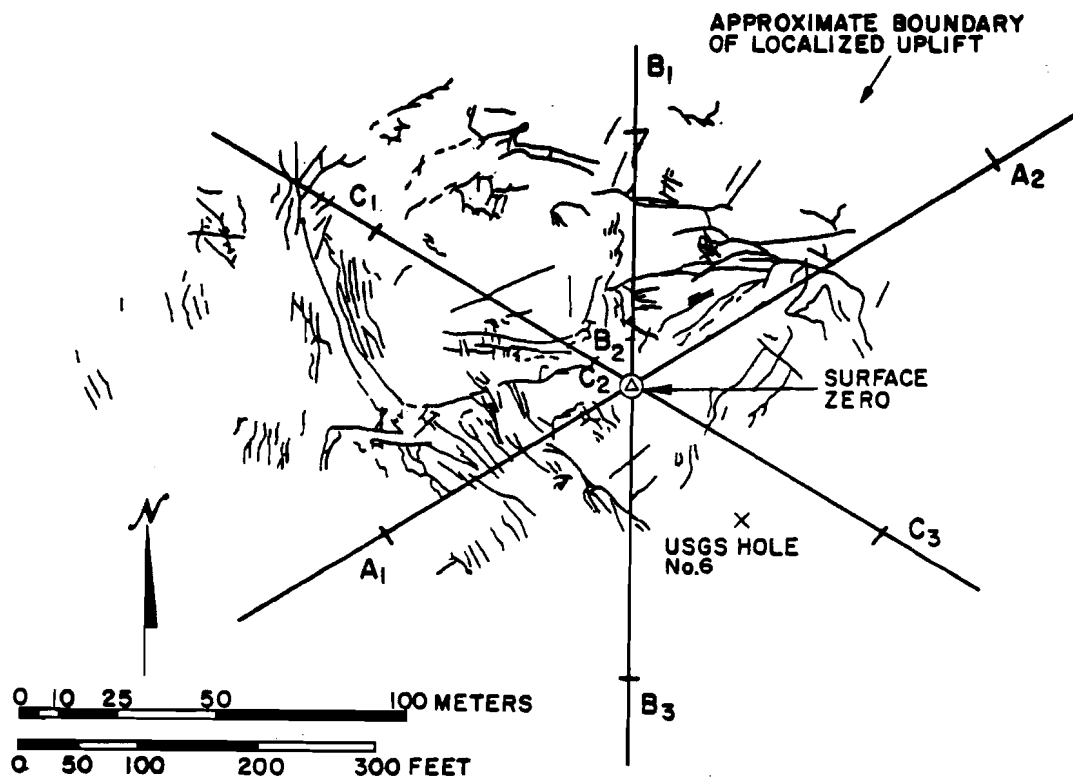 APPROXIMATE BOUNDARY
OF LOCALIZED UPLIFT
B₁
A₂
C₁
B₂
C₂
SURFACE
ZERO
N
A₁
USGS HOLE
No.6
C₃
B₃
0 10 25 50 100 METERS
0 50 100 200 300 FEET